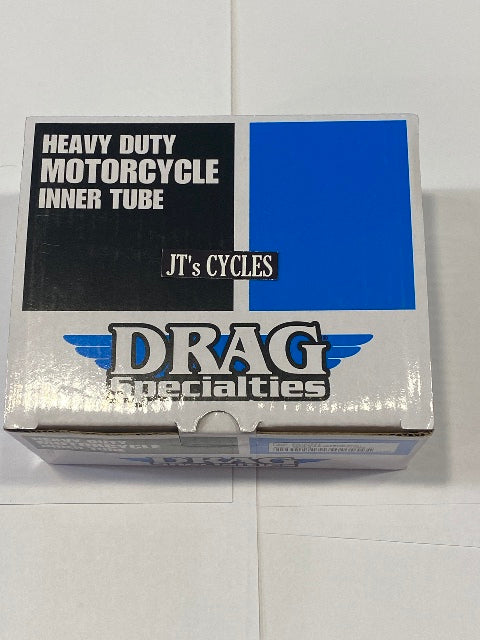 HEAVY DUTY
MOTORCYCLE
INNER TUBE
JT's CYCLES
DRAG
Specialties